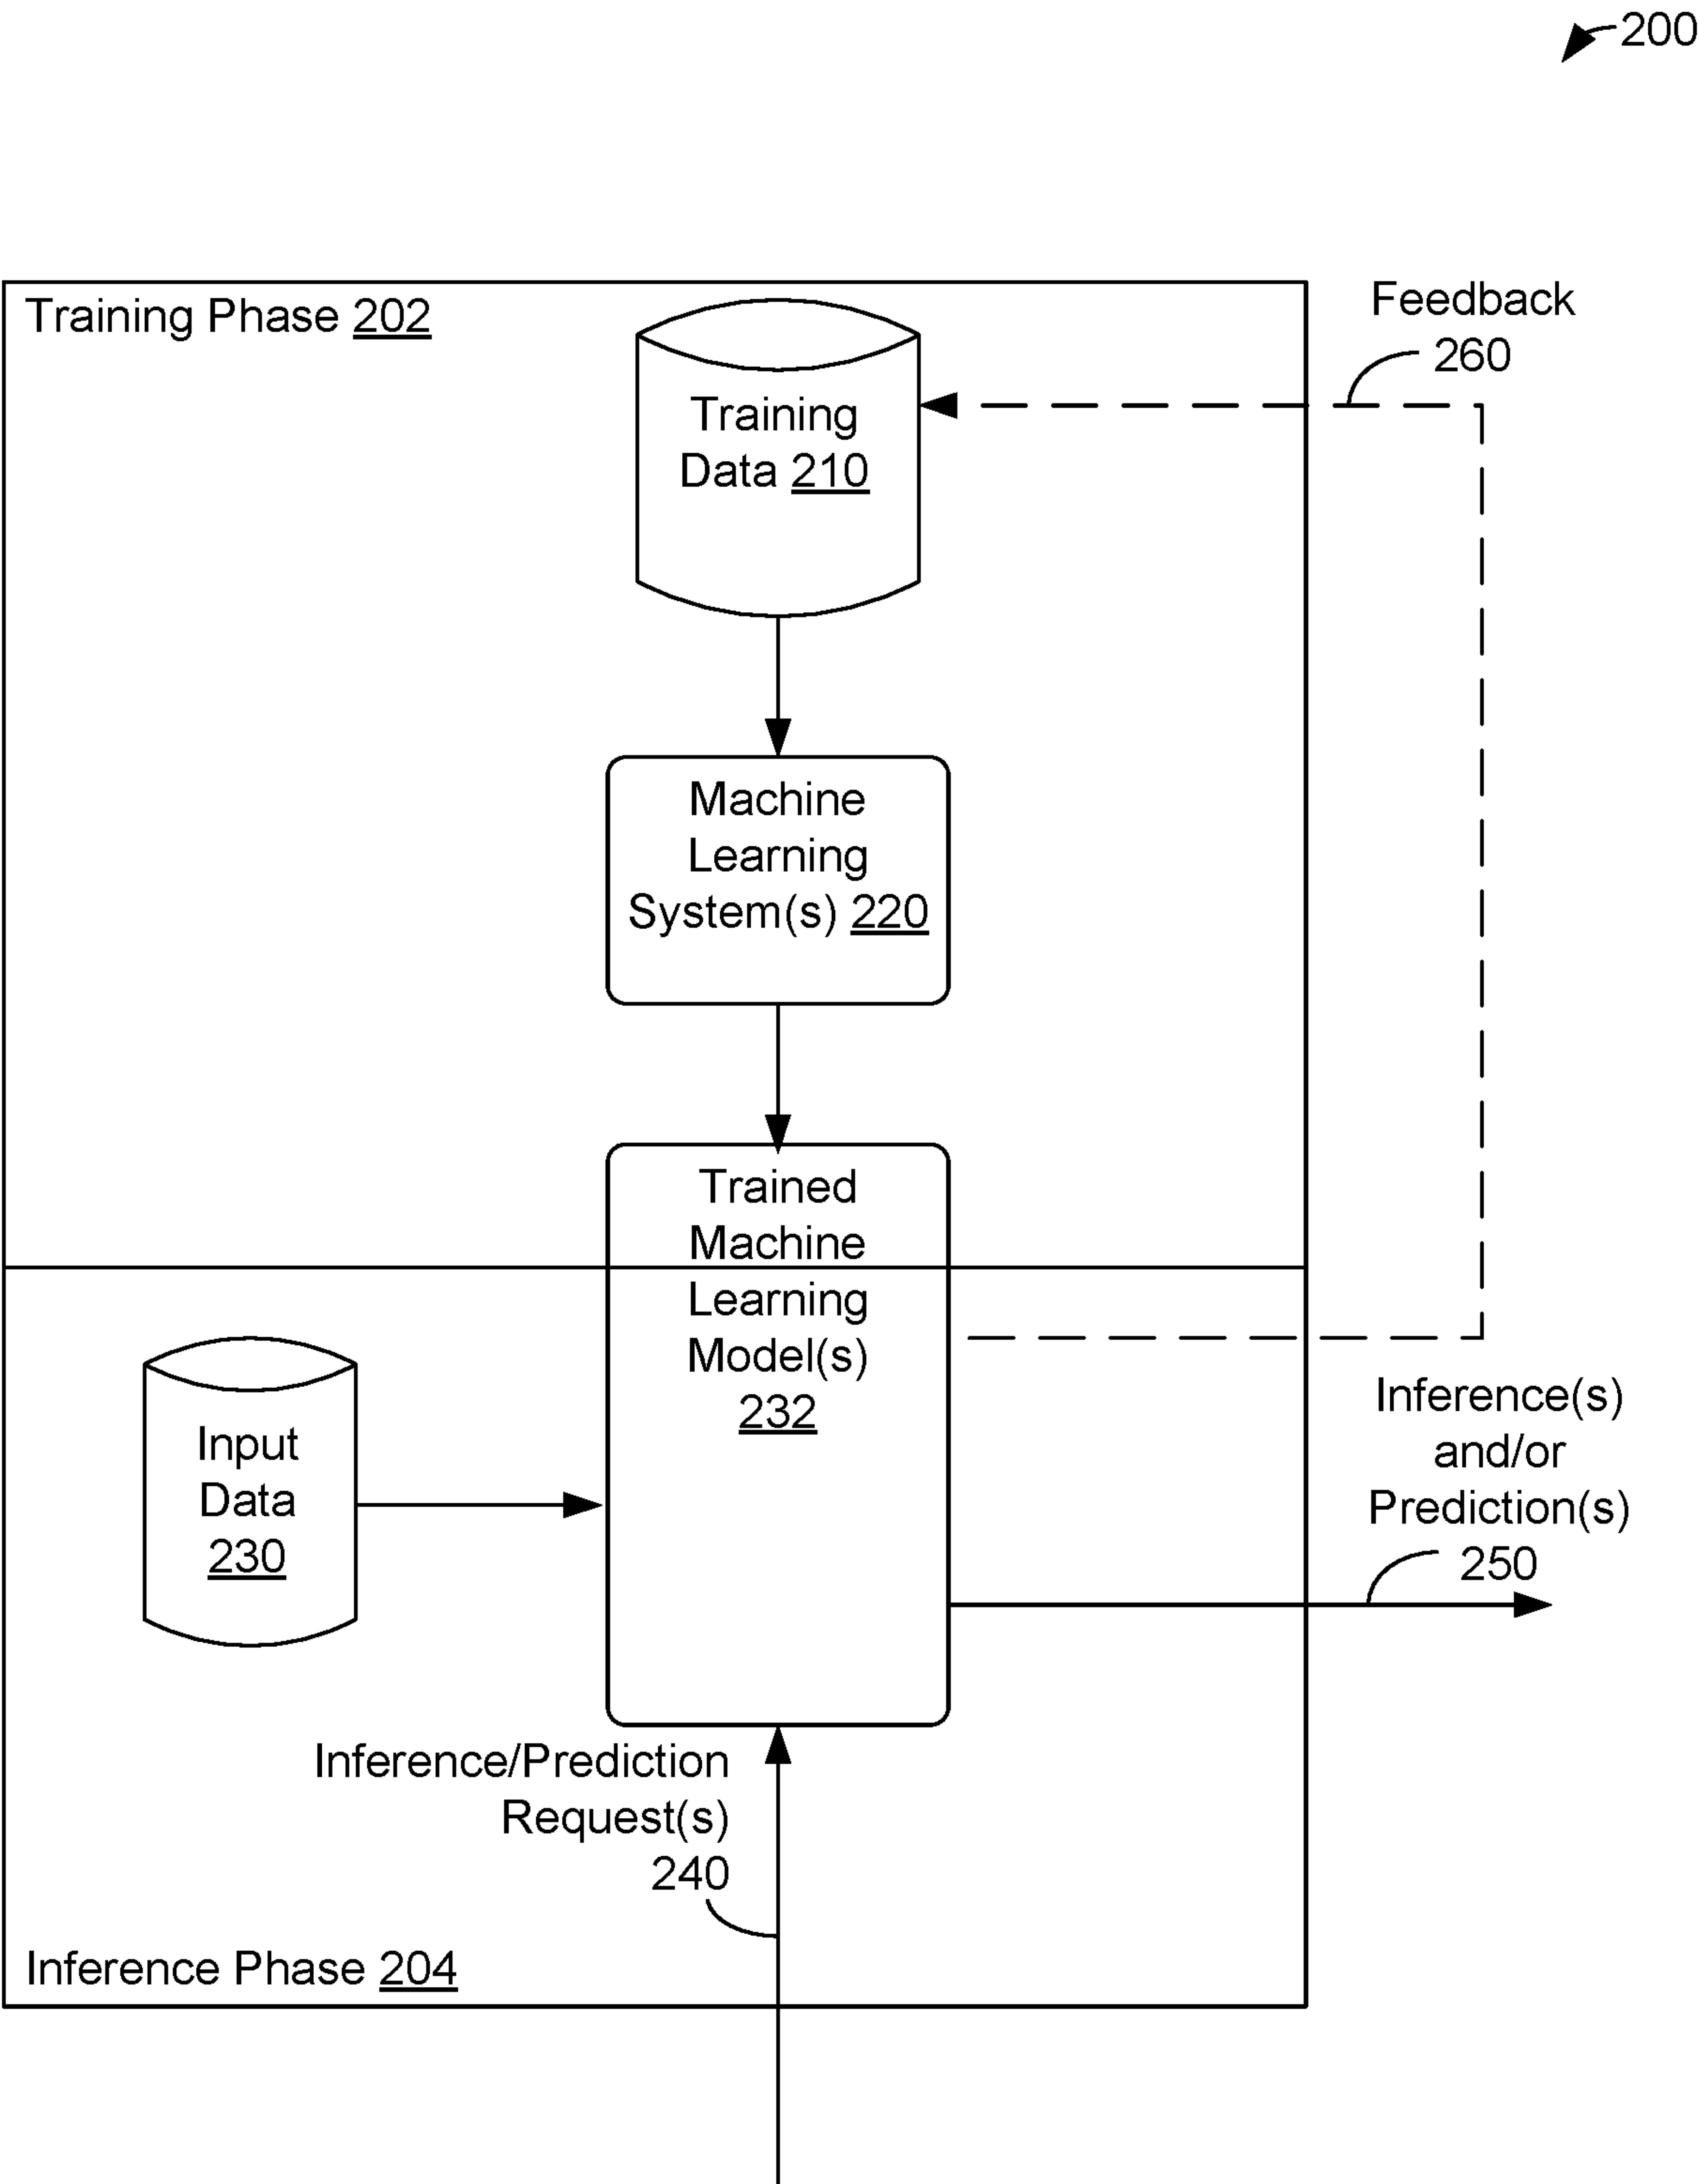 200
Training Phase 202
Feedback
260
Training
Data 210
Machine
Learning
System(s) 220
Trained
Machine
Learning
Model(s)
232
Input
Data
230
Inference(s)
and/or
Prediction(s)
250
Inference/Prediction
Request(s)
240
Inference Phase 204